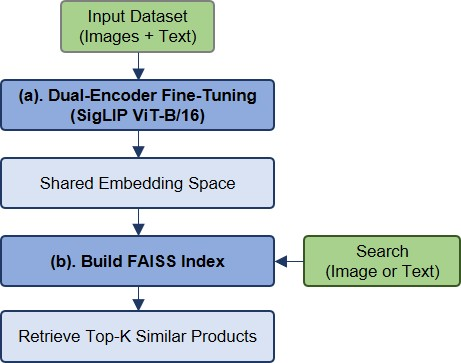 Input Dataset
(Images + Text)
(a). Dual-Encoder Fine-Tuning
(SigLIP ViT-B/16)
Shared Embedding Space
(b). Build FAISS Index
Search
(Image or Text)
Retrieve Top-K Similar Products